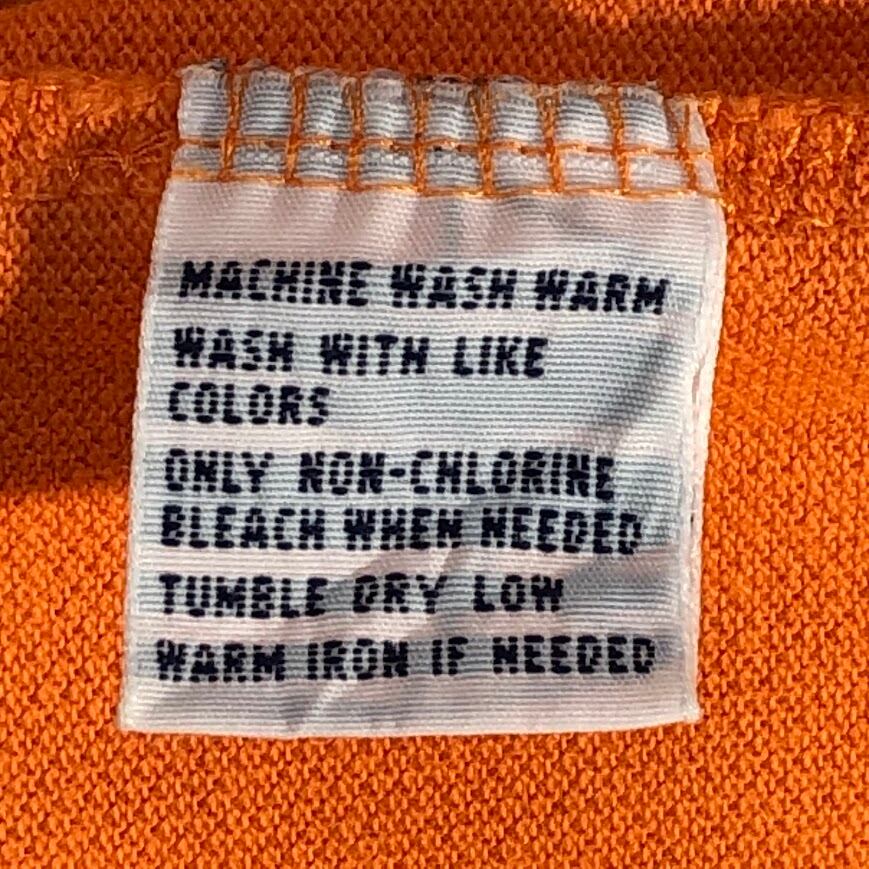 MACHINE WASH WARM
WASH WITH LIKE
COLORS
ONLY NON-CHLORINE
BLEACH WHEN NEEDED
TUMBLE DRY LOW
WARM IRON IF NEEDED